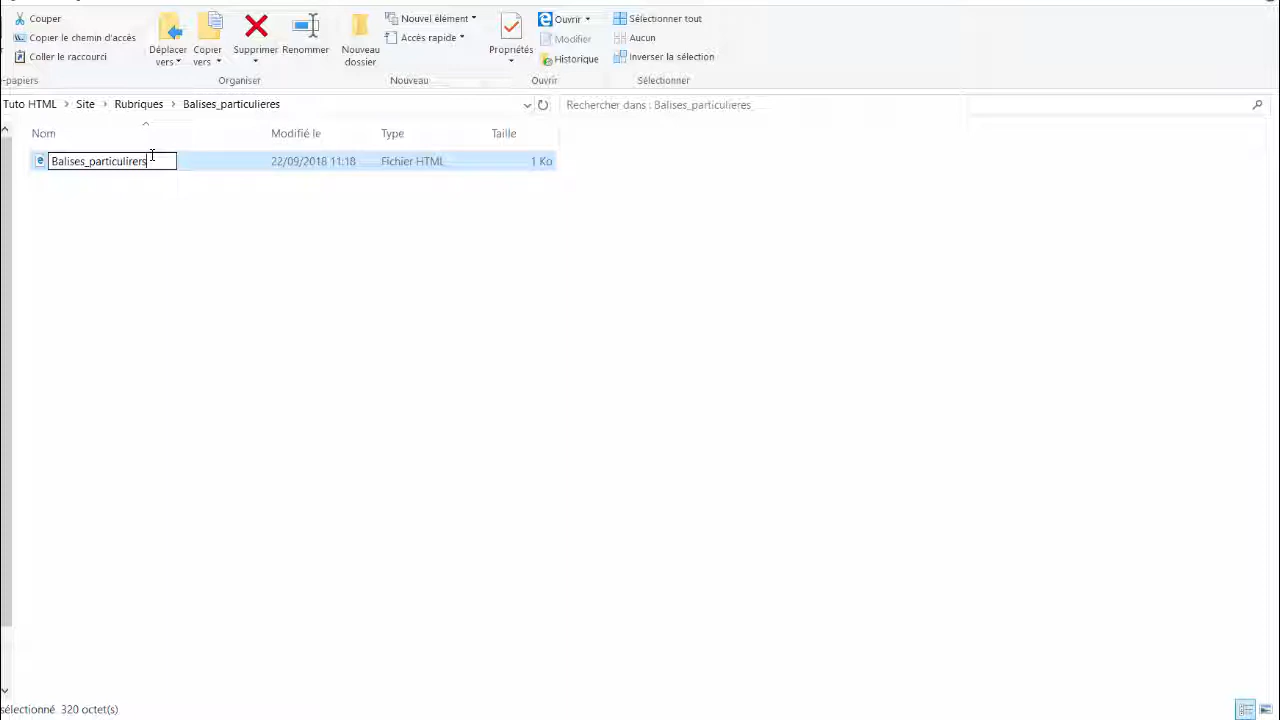 Couper
Copier le chemin d'accès
Coller le raccourci
-papiers
Déplacer vers
Copier vers
Supprimer
Renommer
Organiser
Nouveau dossier
Nouvel élément
Accès rapide
Nouveau
Propriétés
Ouvrir
Modifier
Historique
Ouvrir
Sélectionner tout
Aucun
Inverser la sélection
Sélectionner
Tuto HTML > Site > Rubriques > Balises_particulieres
Rechercher dans : Balises_particulieres
Nom Modifié le Type Taille
Balises_particulirers 22/09/2018 11:18 Fichier HTML 1 Ko
sélectionné 320 octet(s)